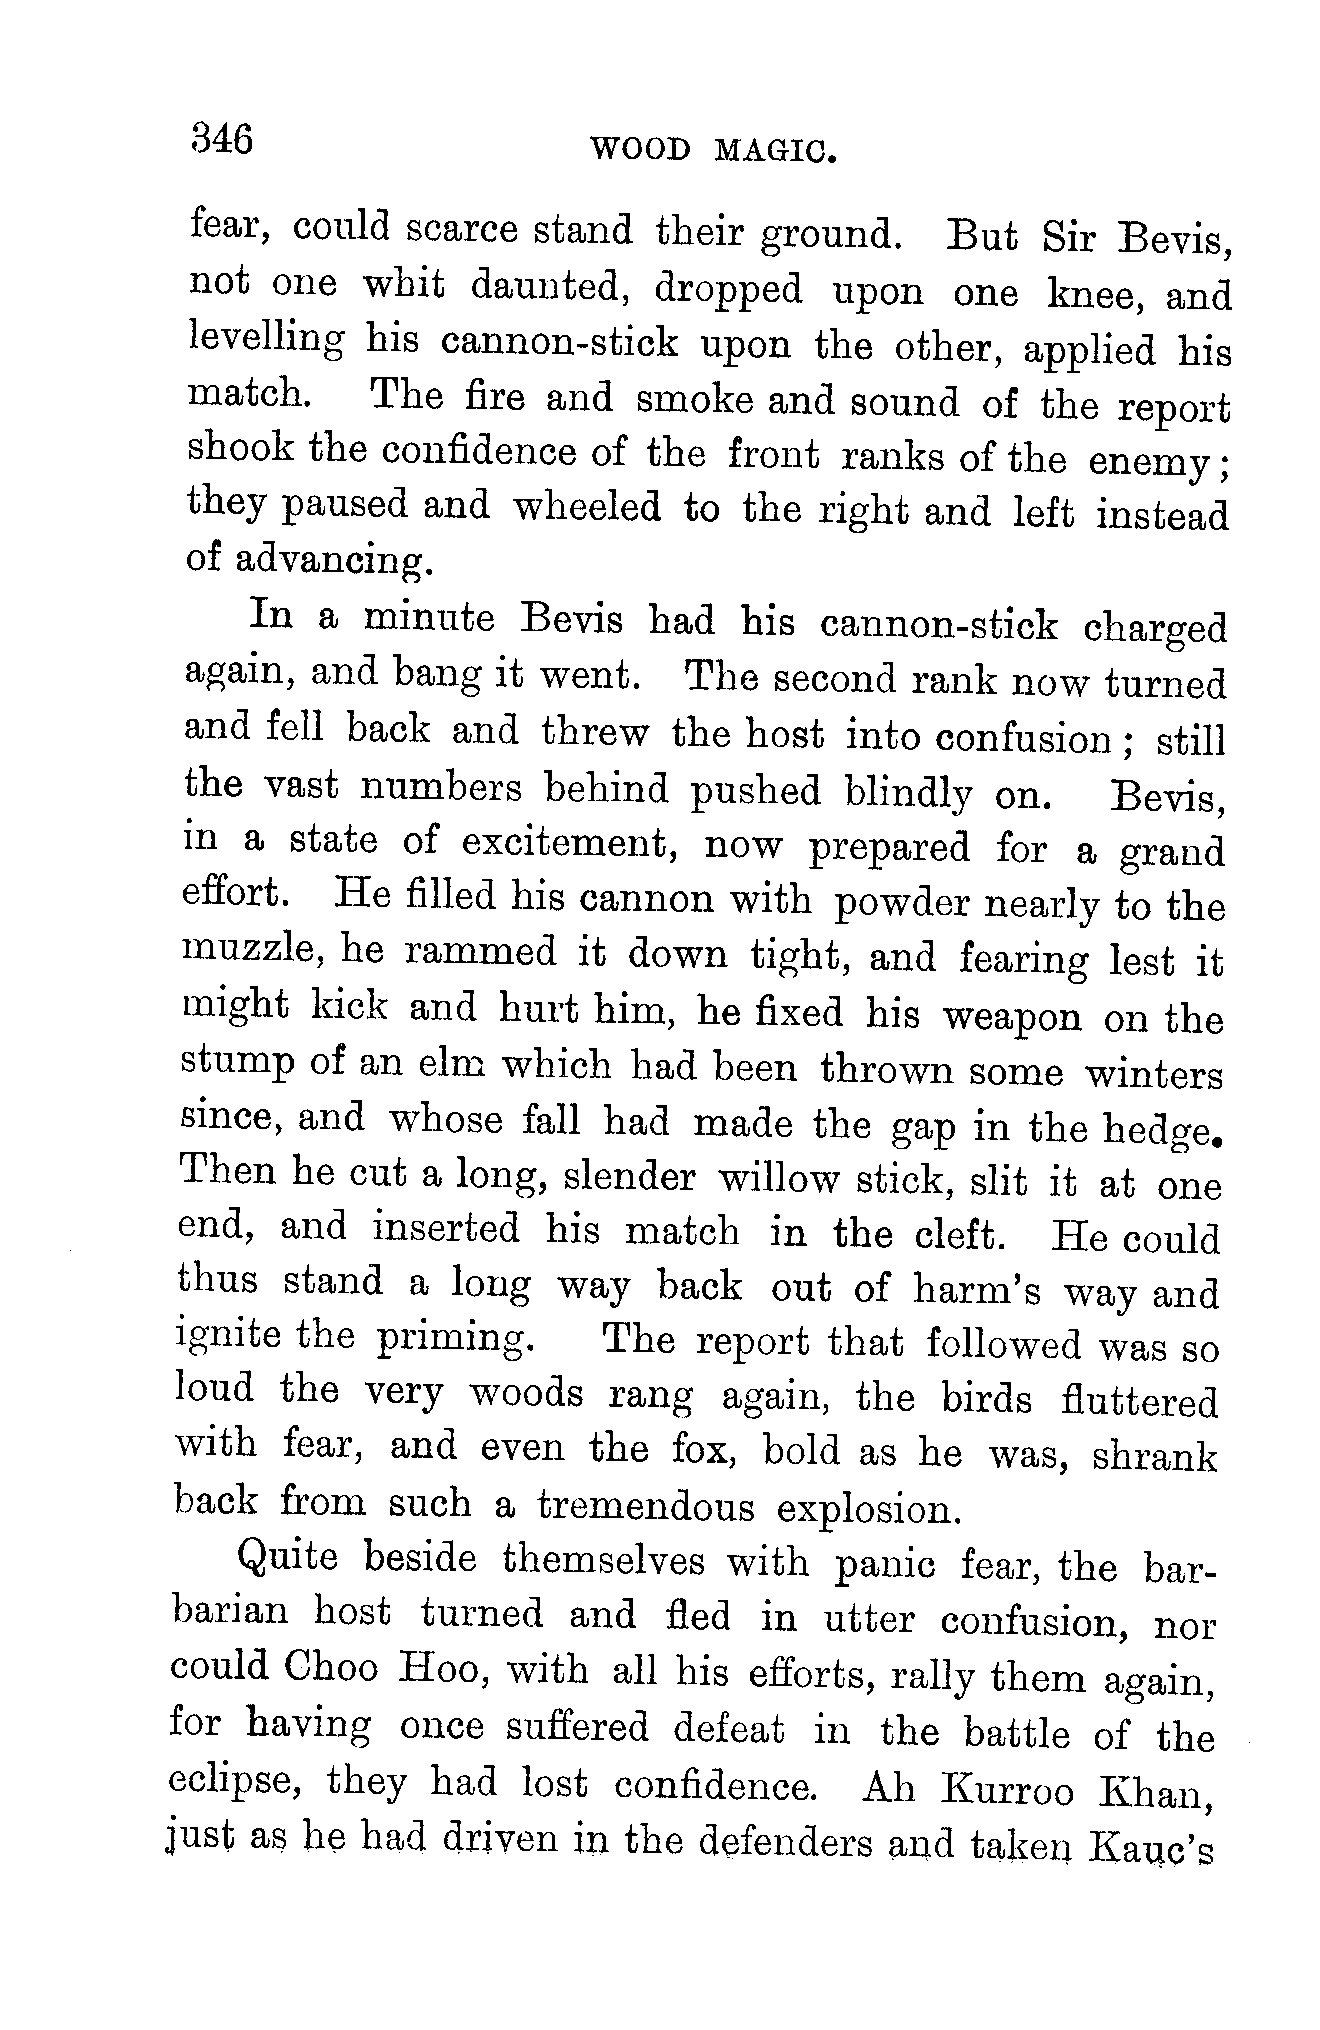 346
WOOD MAGIC.
fear, could scarce stand their ground. But Sir Bevis,
not one whit daunted, dropped upon one knee, and
levelling his cannon-stick upon the other, applied his
match. The fire and smoke and sound of the report
shook the confidence of the front ranks of the enemy;
they paused and wheeled to the right and left instead
of advancing.
In a minute Bevis had his cannon-stick charged
again, and bang it went. The second rank now turned
and fell back and threw the host into confusion; still
the vast numbers behind pushed blindly on. Bevis,
in a state of excitement, now prepared for a grand
effort. He filled his cannon with powder nearly to the
muzzle, he rammed it down tight, and fearing lest it
might kick and hurt him, he fixed his weapon on the
stump of an elm which had been thrown some winters
since, and whose fall had made the gap in the hedge.
Then he cut a long, slender willow stick, slit it at one
end, and inserted his match in the cleft. He could
thus stand a long way back out of harm's way and
ignite the priming. The report that followed was so
loud the very woods rang again, the birds fluttered
with fear, and even the fox, bold as he was, shrank
back from such a tremendous explosion.
Quite beside themselves with panic fear, the bar-
barian host turned and fled in utter confusion, nor
could Choo Hoo, with all his efforts, rally them again,
for having once suffered defeat in the battle of the
eclipse, they had lost confidence. Ah Kurroo Khan,
just as he had driven in the defenders and taken Kauc's